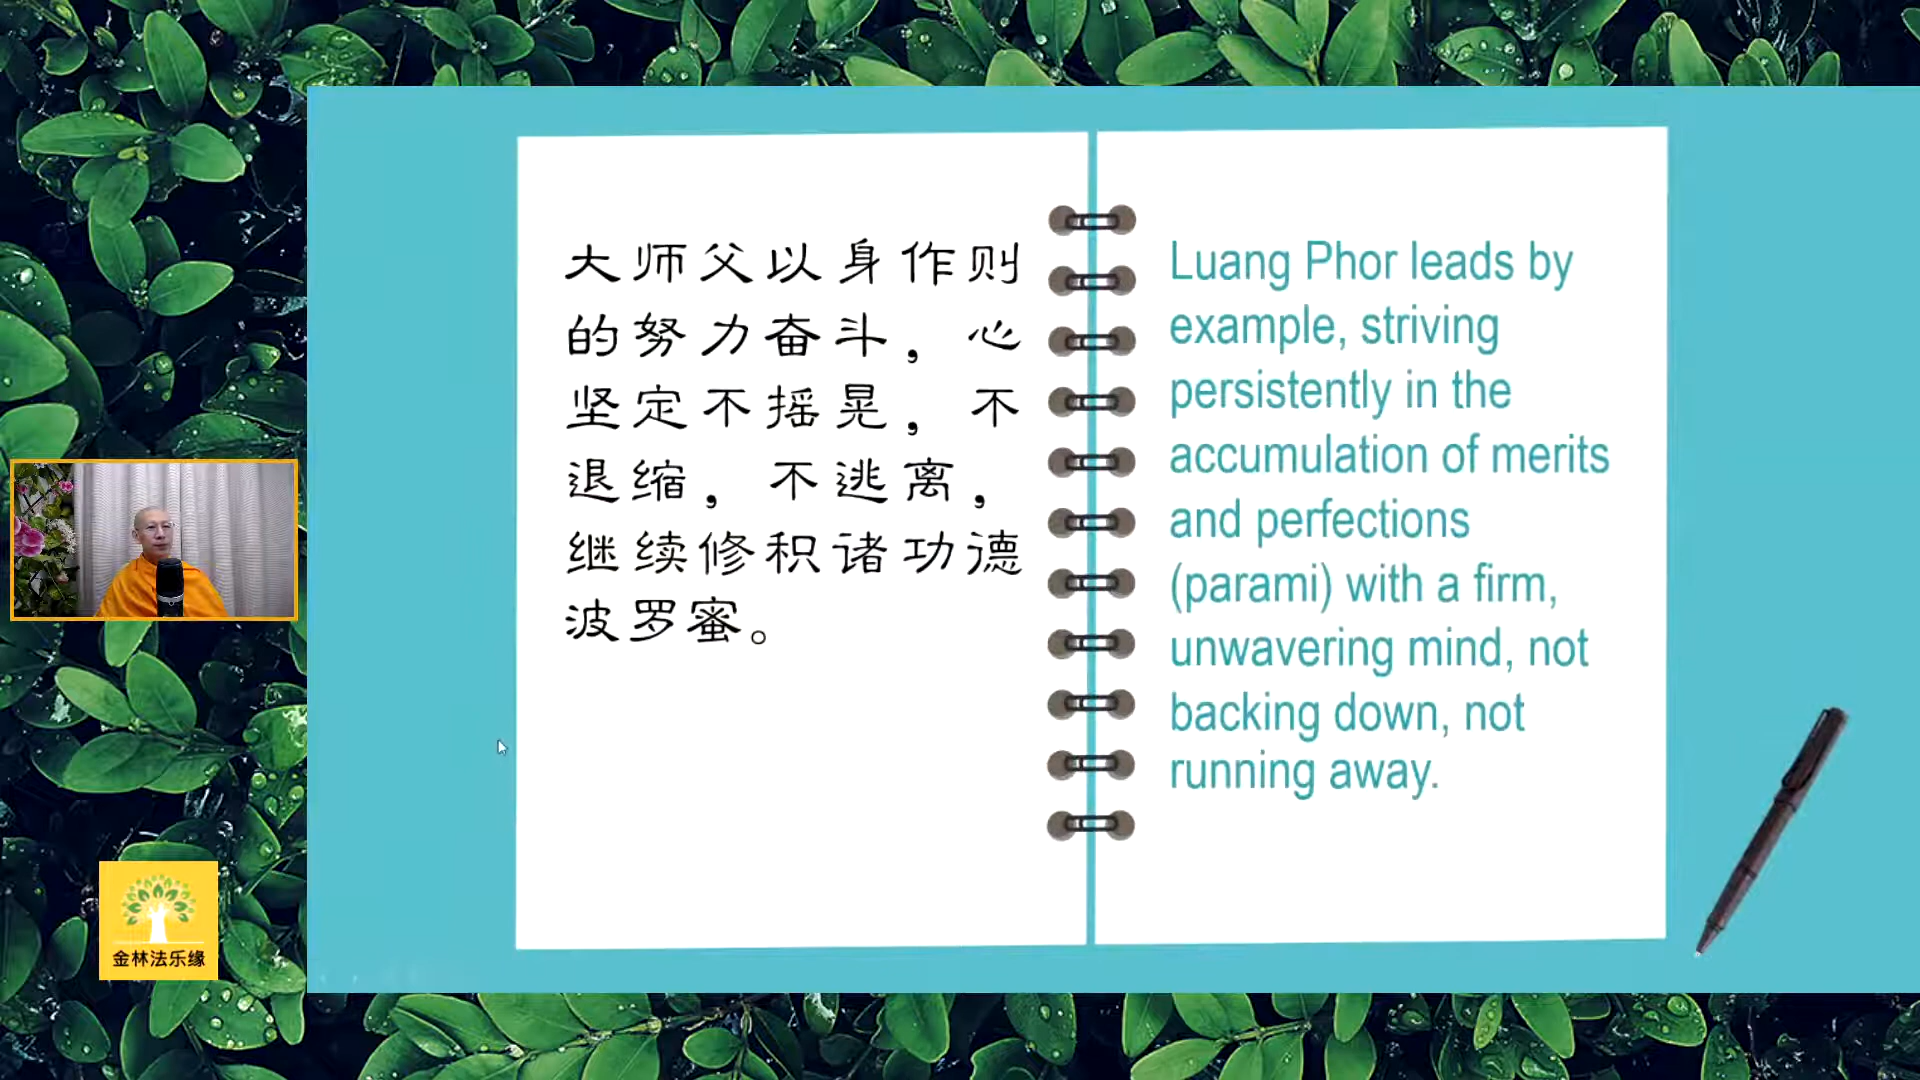 大师父以身作则
的努力奋斗，心
坚定不摇晃，不
退缩，不逃离，
继续修积诸功德
波罗蜜。
Luang Phor leads by
example, striving
persistently in the
accumulation of merits
and perfections
(parami) with a firm,
unwavering mind, not
backing down, not
running away.
金林法乐缘